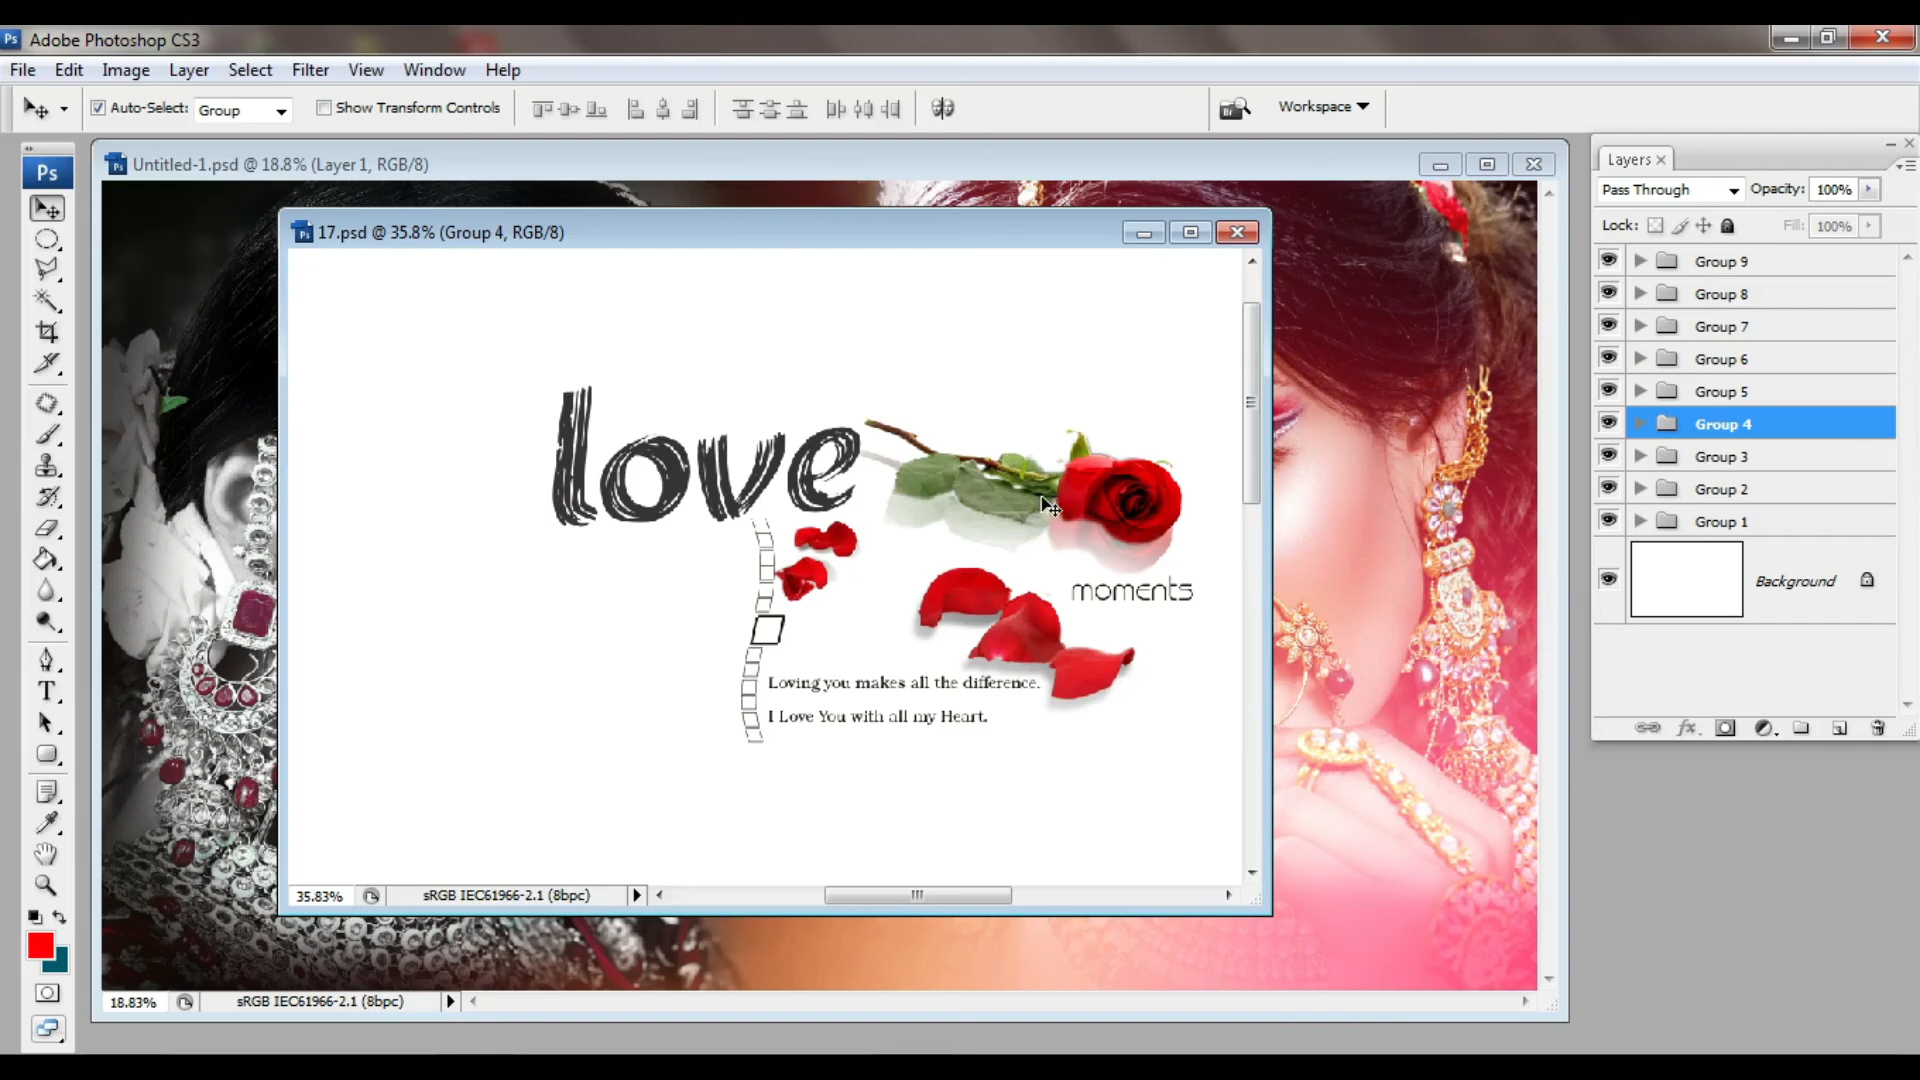 Ps Adobe Photoshop CS3
File Edit Image Layer Select Filter View Window Help
Auto-Select: Group Show Transform Controls Br Workspace
Ps
Untitled-1.psd @ 18.8% (Layer 1, RGB/8)
Layers
Pass Through Opacity: 100%
Lock: Fill: 100%
17.psd @ 35.8% (Group 4, RGB/8)
Group 9
Group 8
Group 7
Group 6
Group 5
Group 4
Group 3
Group 2
Group 1
Background
love
moments
Loving you makes all the difference.
I Love You with all my Heart.
T
35.83% sRGB IEC61966-2.1 (8bpc)
18.83% sRGB IEC61966-2.1 (8bpc)